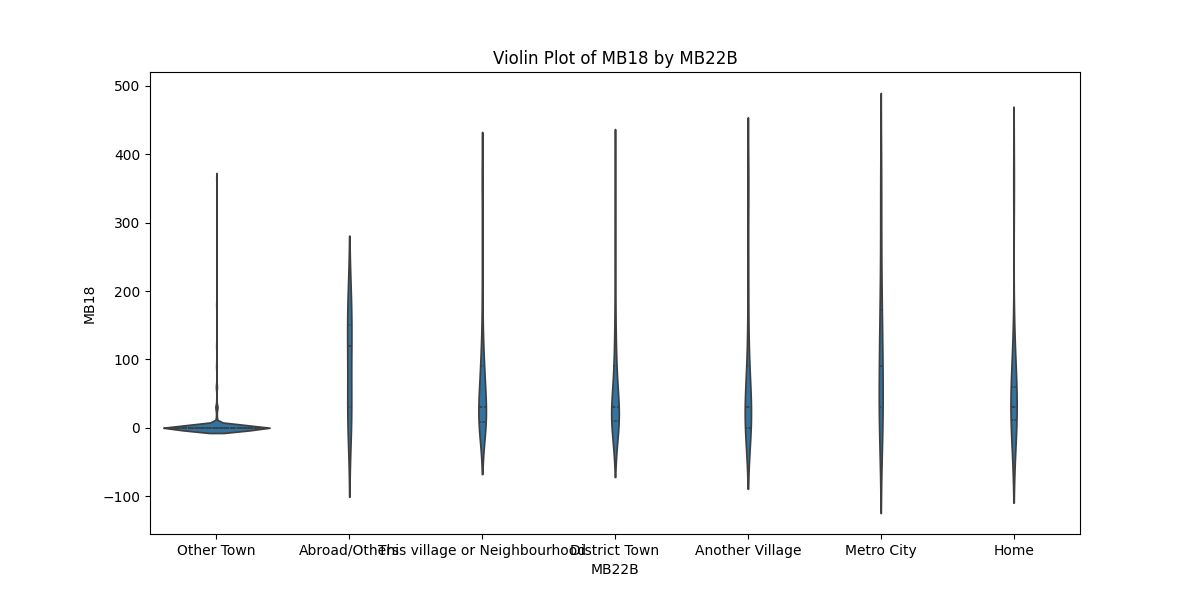 Violin Plot of MB18 by MB22B
500
400
300
200
100
0
−100
MB18
Other Town
Abroad/Others
This village or Neighbourhood
District Town
Another Village
Metro City
Home
MB22B